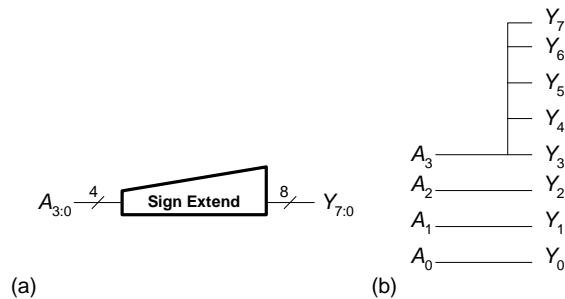 A3:0 4 Sign Extend 8 Y7:0
(a)
Y7
Y6
Y5
Y4
A3 Y3
A2 Y2
A1 Y1
A0 Y0
(b)